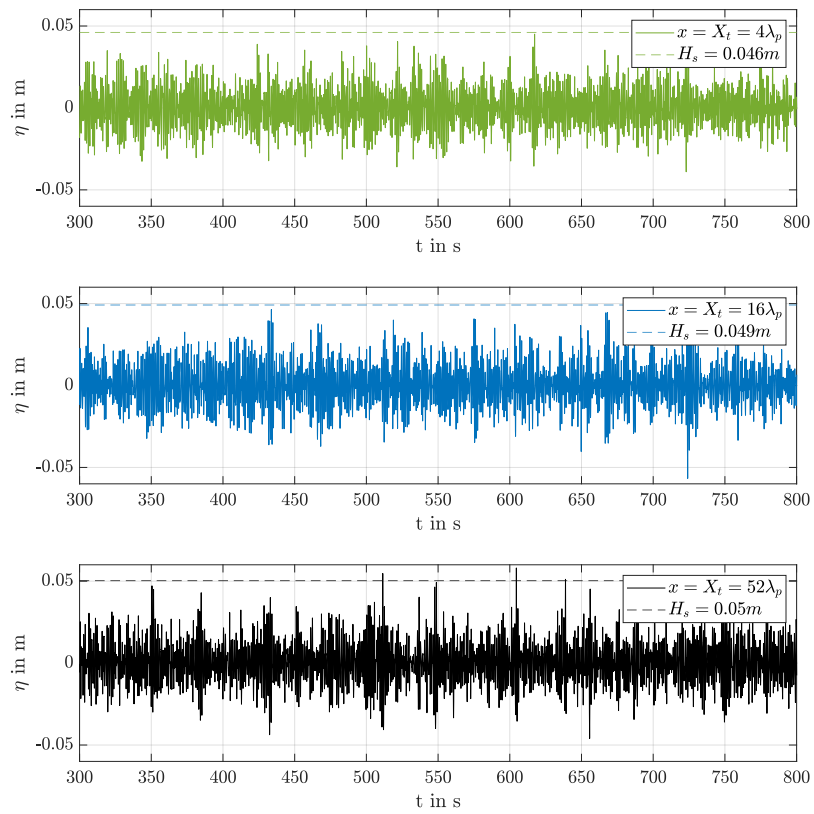 0.05
x = X_t = 4λ_p
H_s = 0.046m
η in m
0
-0.05
300 350 400 450 500 550 600 650 700 750 800
t in s
0.05
x = X_t = 16λ_p
H_s = 0.049m
η in m
0
-0.05
300 350 400 450 500 550 600 650 700 750 800
t in s
0.05
x = X_t = 52λ_p
H_s = 0.05m
η in m
0
-0.05
300 350 400 450 500 550 600 650 700 750 800
t in s